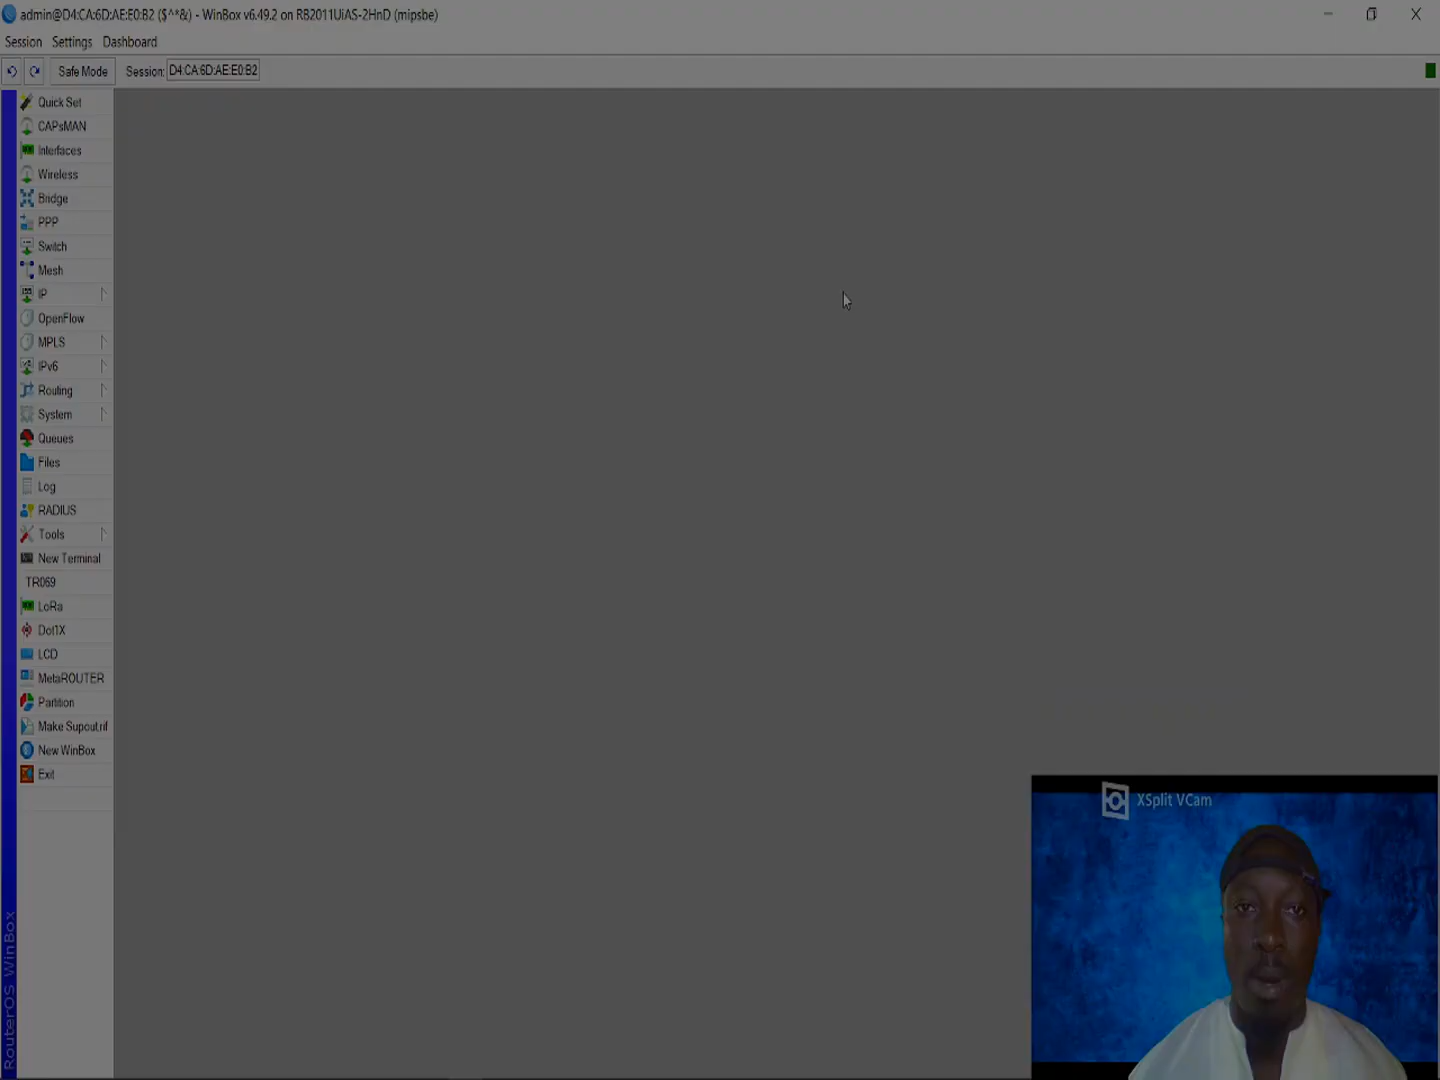 admin@D4:CA:6D:AE:E0:B2 ($^**&) - WinBox v6.49.2 on RB2011UiAS-2HnD (mipsbe)
Session Settings Dashboard
Safe Mode Session: D4:CA:6D:AE:E0:B2
Quick Set
CAPsMAN
Interfaces
Wireless
Bridge
PPP
Switch
Mesh
IP
OpenFlow
MPLS
IPv6
Routing
System
Queues
Files
Log
RADIUS
Tools
New Terminal
TR069
LoRa
Dot1X
LCD
MetaROUTER
Partition
Make Supout.rif
New WinBox
Exit
RouterOS WinBox
XSplit VCam